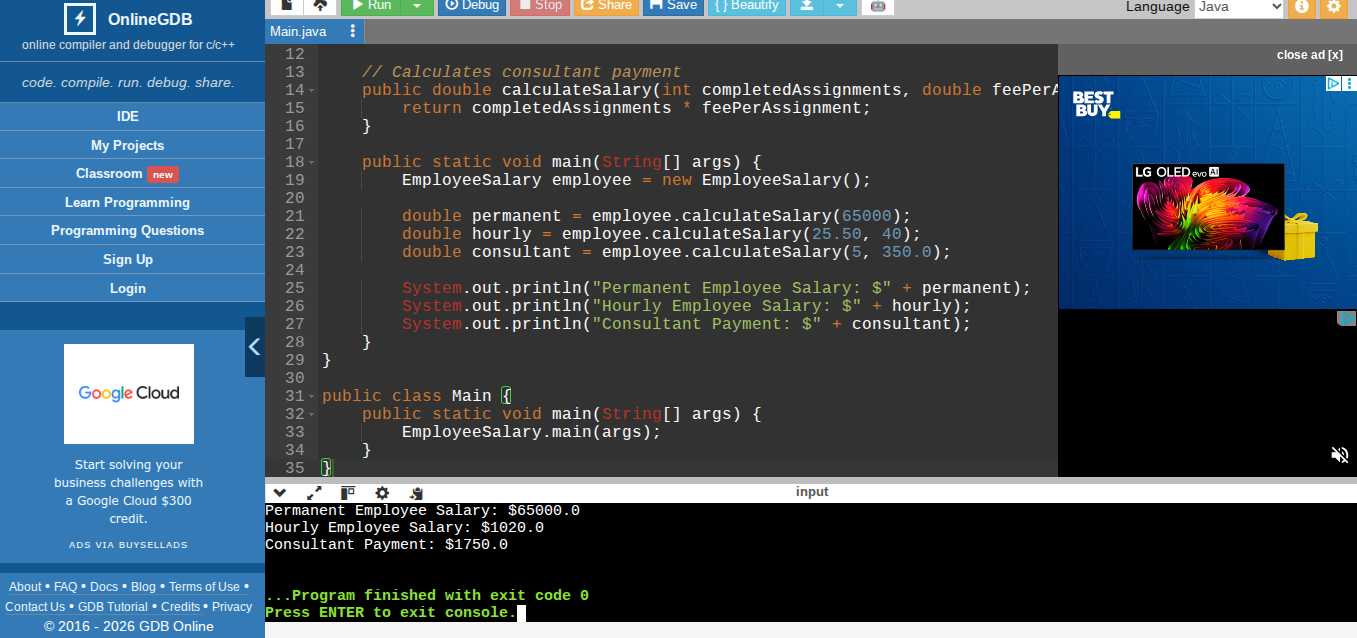 OnlineGDB
online compiler and debugger for c/c++
code. compile. run. debug. share.
IDE
My Projects
Classroom new
Learn Programming
Programming Questions
Sign Up
Login
Google Cloud
Start solving your
business challenges with
a Google Cloud $300
credit.
ADS VIA BUYSELLADS
About • FAQ • Docs • Blog • Terms of Use •
Contact Us • GDB Tutorial • Credits • Privacy
© 2016 - 2026 GDB Online
Run Debug Stop Share Save { } Beautify Language Java
Main.java
12
13 // Calculates consultant payment
14 public double calculateSalary(int completedAssignments, double feePerA
15 return completedAssignments * feePerAssignment;
16 }
17
18 public static void main(String[] args) {
19 EmployeeSalary employee = new EmployeeSalary();
20
21 double permanent = employee.calculateSalary(65000);
22 double hourly = employee.calculateSalary(25.50, 40);
23 double consultant = employee.calculateSalary(5, 350.0);
24
25 System.out.println("Permanent Employee Salary: $" + permanent);
26 System.out.println("Hourly Employee Salary: $" + hourly);
27 System.out.println("Consultant Payment: $" + consultant);
28 }
29 }
30
31 public class Main {
32 public static void main(String[] args) {
33 EmployeeSalary.main(args);
34 }
35 }
close ad [x]
BEST
BUY
LG OLED evo AI
input
Permanent Employee Salary: $65000.0
Hourly Employee Salary: $1020.0
Consultant Payment: $1750.0
...Program finished with exit code 0
Press ENTER to exit console.